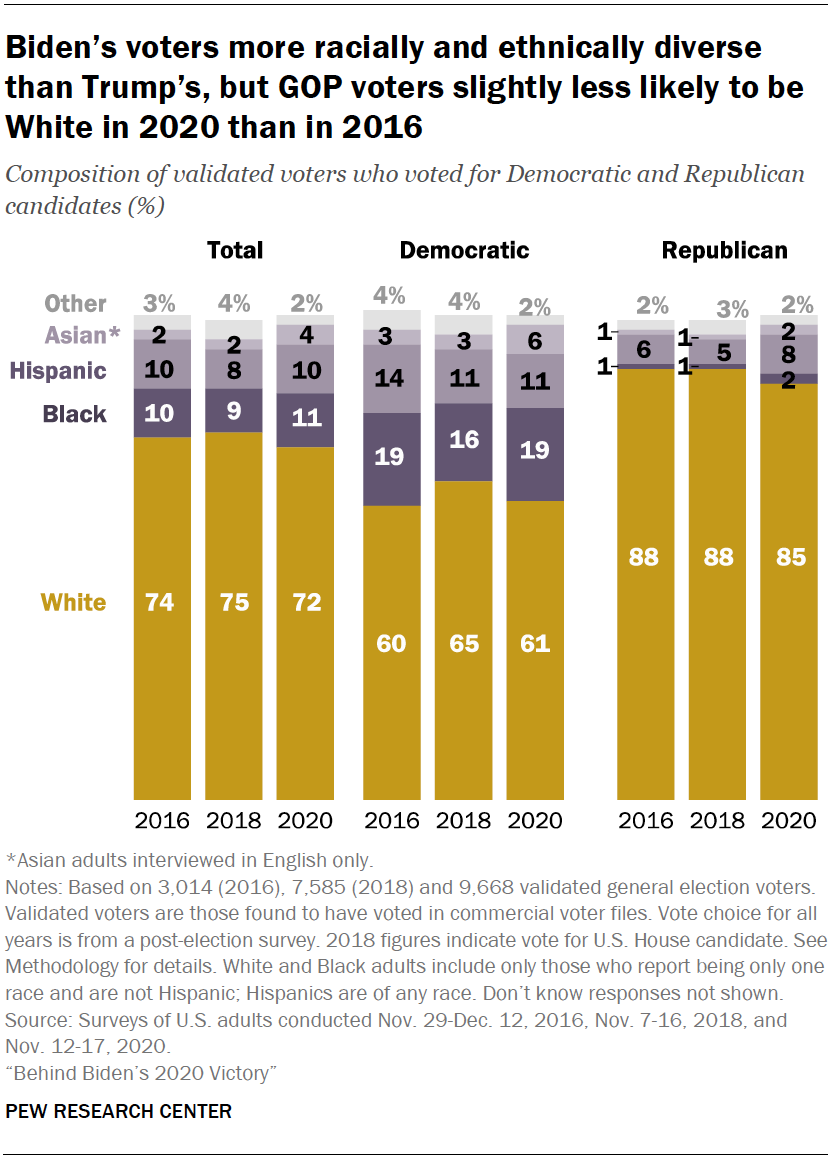 Biden’s voters more racially and ethnically diverse
than Trump’s, but GOP voters slightly less likely to be
White in 2020 than in 2016
Composition of validated voters who voted for Democratic and Republican
candidates (%)
Total Democratic Republican
Other 3% 4% 2% 4% 4% 2% 2% 3% 2%
Asian* 2 2 4 3 3 6 1 1 2
Hispanic 10 8 10 14 11 11 6 5 8
Black 10 9 11 19 16 19 1 1 2
White 74 75 72 60 65 61 88 88 85
2016 2018 2020 2016 2018 2020 2016 2018 2020
*Asian adults interviewed in English only.
Notes: Based on 3,014 (2016), 7,585 (2018) and 9,668 validated general election voters.
Validated voters are those found to have voted in commercial voter files. Vote choice for all
years is from a post-election survey. 2018 figures indicate vote for U.S. House candidate. See
Methodology for details. White and Black adults include only those who report being only one
race and are not Hispanic; Hispanics are of any race. Don’t know responses not shown.
Source: Surveys of U.S. adults conducted Nov. 29-Dec. 12, 2016, Nov. 7-16, 2018, and
Nov. 12-17, 2020.
“Behind Biden’s 2020 Victory”
PEW RESEARCH CENTER